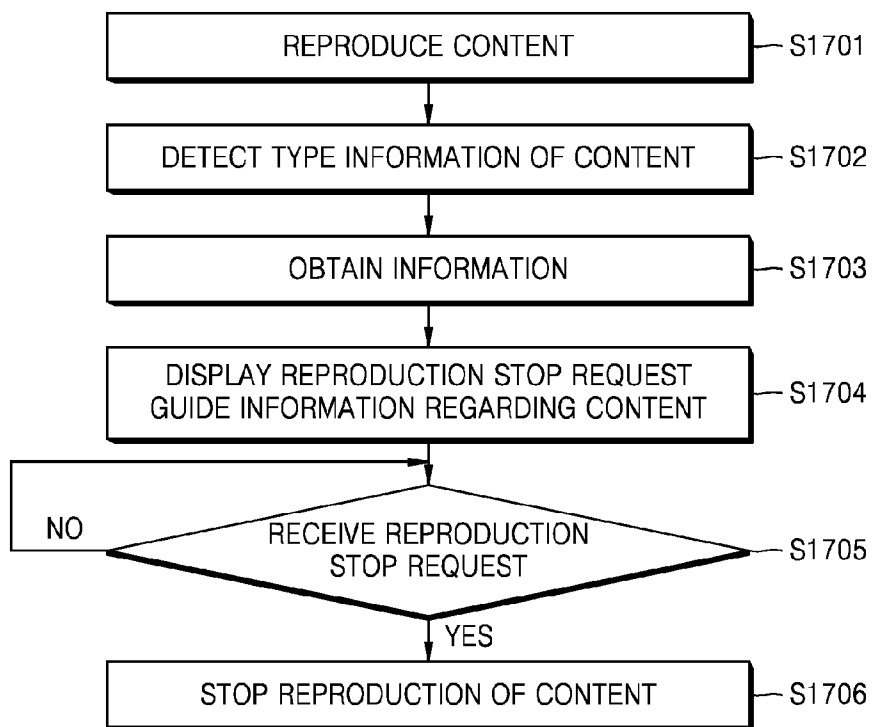 REPRODUCE CONTENT
S1701
DETECT TYPE INFORMATION OF CONTENT
S1702
OBTAIN INFORMATION
S1703
DISPLAY REPRODUCTION STOP REQUEST
GUIDE INFORMATION REGARDING CONTENT
S1704
NO
RECEIVE REPRODUCTION
STOP REQUEST
S1705
YES
STOP REPRODUCTION OF CONTENT
S1706